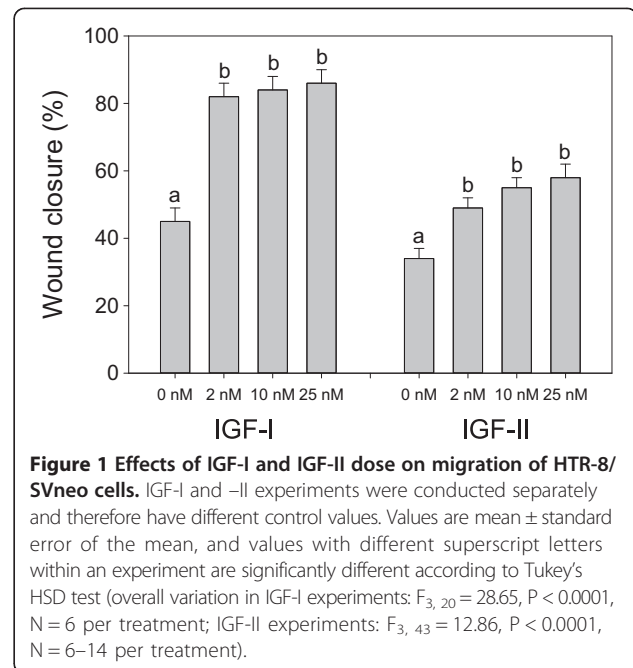 100
80
60
40
20
0
Wound closure (%)
a
b
b
b
a
b
b
b
0 nM 2 nM 10 nM 25 nM 0 nM 2 nM 10 nM 25 nM
IGF-I IGF-II
Figure 1 Effects of IGF-I and IGF-II dose on migration of HTR-8/
SVneo cells. IGF-I and –II experiments were conducted separately
and therefore have different control values. Values are mean ± standard
error of the mean, and values with different superscript letters
within an experiment are significantly different according to Tukey's
HSD test (overall variation in IGF-I experiments: F3, 20 = 28.65, P < 0.0001,
N = 6 per treatment; IGF-II experiments: F3, 43 = 12.86, P < 0.0001,
N = 6–14 per treatment).